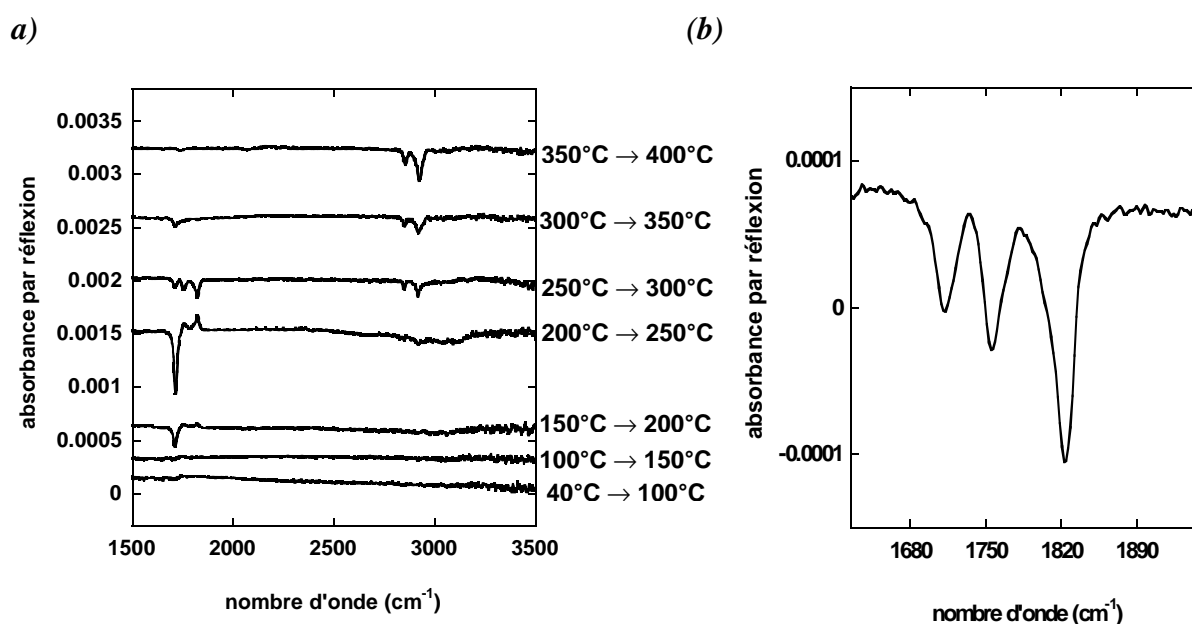 a)
(b)
absorbance par réflexion
0.0035
0.003
0.0025
0.002
0.0015
0.001
0.0005
0
350°C → 400°C
300°C → 350°C
250°C → 300°C
200°C → 250°C
150°C → 200°C
100°C → 150°C
40°C → 100°C
1500 2000 2500 3000 3500
nombre d'onde (cm-1)
absorbance par réflexion
0.0001
0
-0.0001
1680 1750 1820 1890
nombre d'onde (cm-1)